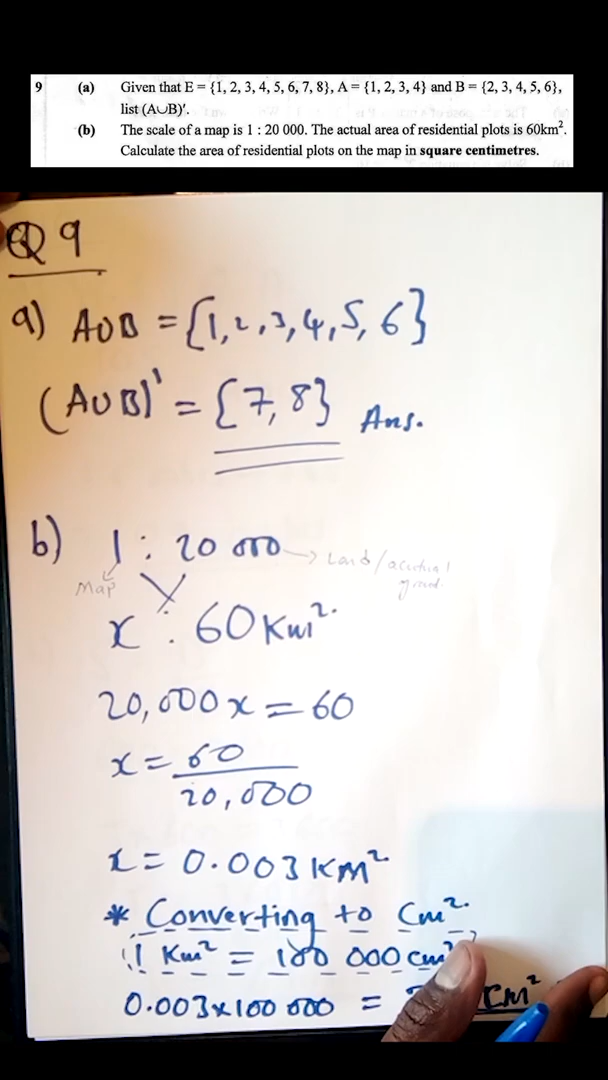 9 (a) Given that E = {1, 2, 3, 4, 5, 6, 7, 8}, A = {1, 2, 3, 4} and B = {2, 3, 4, 5, 6},
list (A∪B)'.
(b) The scale of a map is 1 : 20 000. The actual area of residential plots is 60km².
Calculate the area of residential plots on the map in square centimetres.
Q 9
a) A∪B = {1,2,3,4,5,6}
(A∪B)' = {7,8} Ans.
b) 1 : 20 000 → Land/
Map
x : 60 Km².
20,000x = 60
x = 60
20,000
x = 0.003 KM²
* Converting to Cm².
1 Km² = 100 000 cm²
0.003x100 000 = Cm²